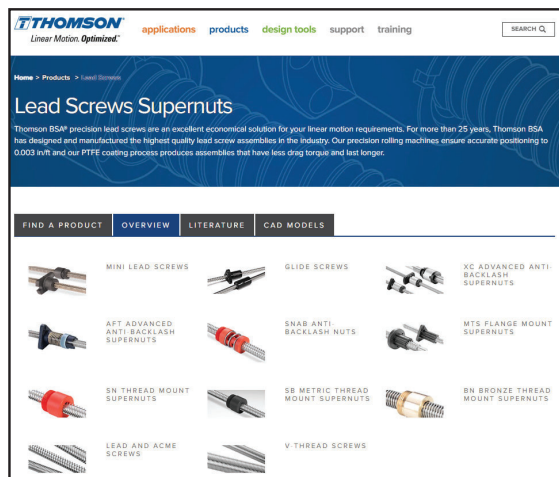 THOMSON
Linear Motion. Optimized.™
applications products design tools support training
SEARCH
Home > Products > Lead Screws
Lead Screws Supernuts
Thomson BSA® precision lead screws are an excellent economical solution for your linear motion requirements. For more than 25 years, Thomson BSA
has designed and manufactured the highest quality lead screw assemblies in the industry. Our precision rolling machines ensure accurate positioning to
0.003 in/ft and our PTFE coating process produces assemblies that have less drag torque and last longer.
FIND A PRODUCT OVERVIEW LITERATURE CAD MODELS
MINI LEAD SCREWS
GLIDE SCREWS
XC ADVANCED ANTI-
BACKLASH
SUPERNUTS
AFT ADVANCED
ANTI-BACKLASH
SUPERNUTS
SNAB ANTI-
BACKLASH NUTS
MTS FLANGE MOUNT
SUPERNUTS
SN THREAD MOUNT
SUPERNUTS
SB METRIC THREAD
MOUNT SUPERNUTS
BN BRONZE THREAD
MOUNT SUPERNUTS
LEAD AND ACME
SCREWS
V-THREAD SCREWS